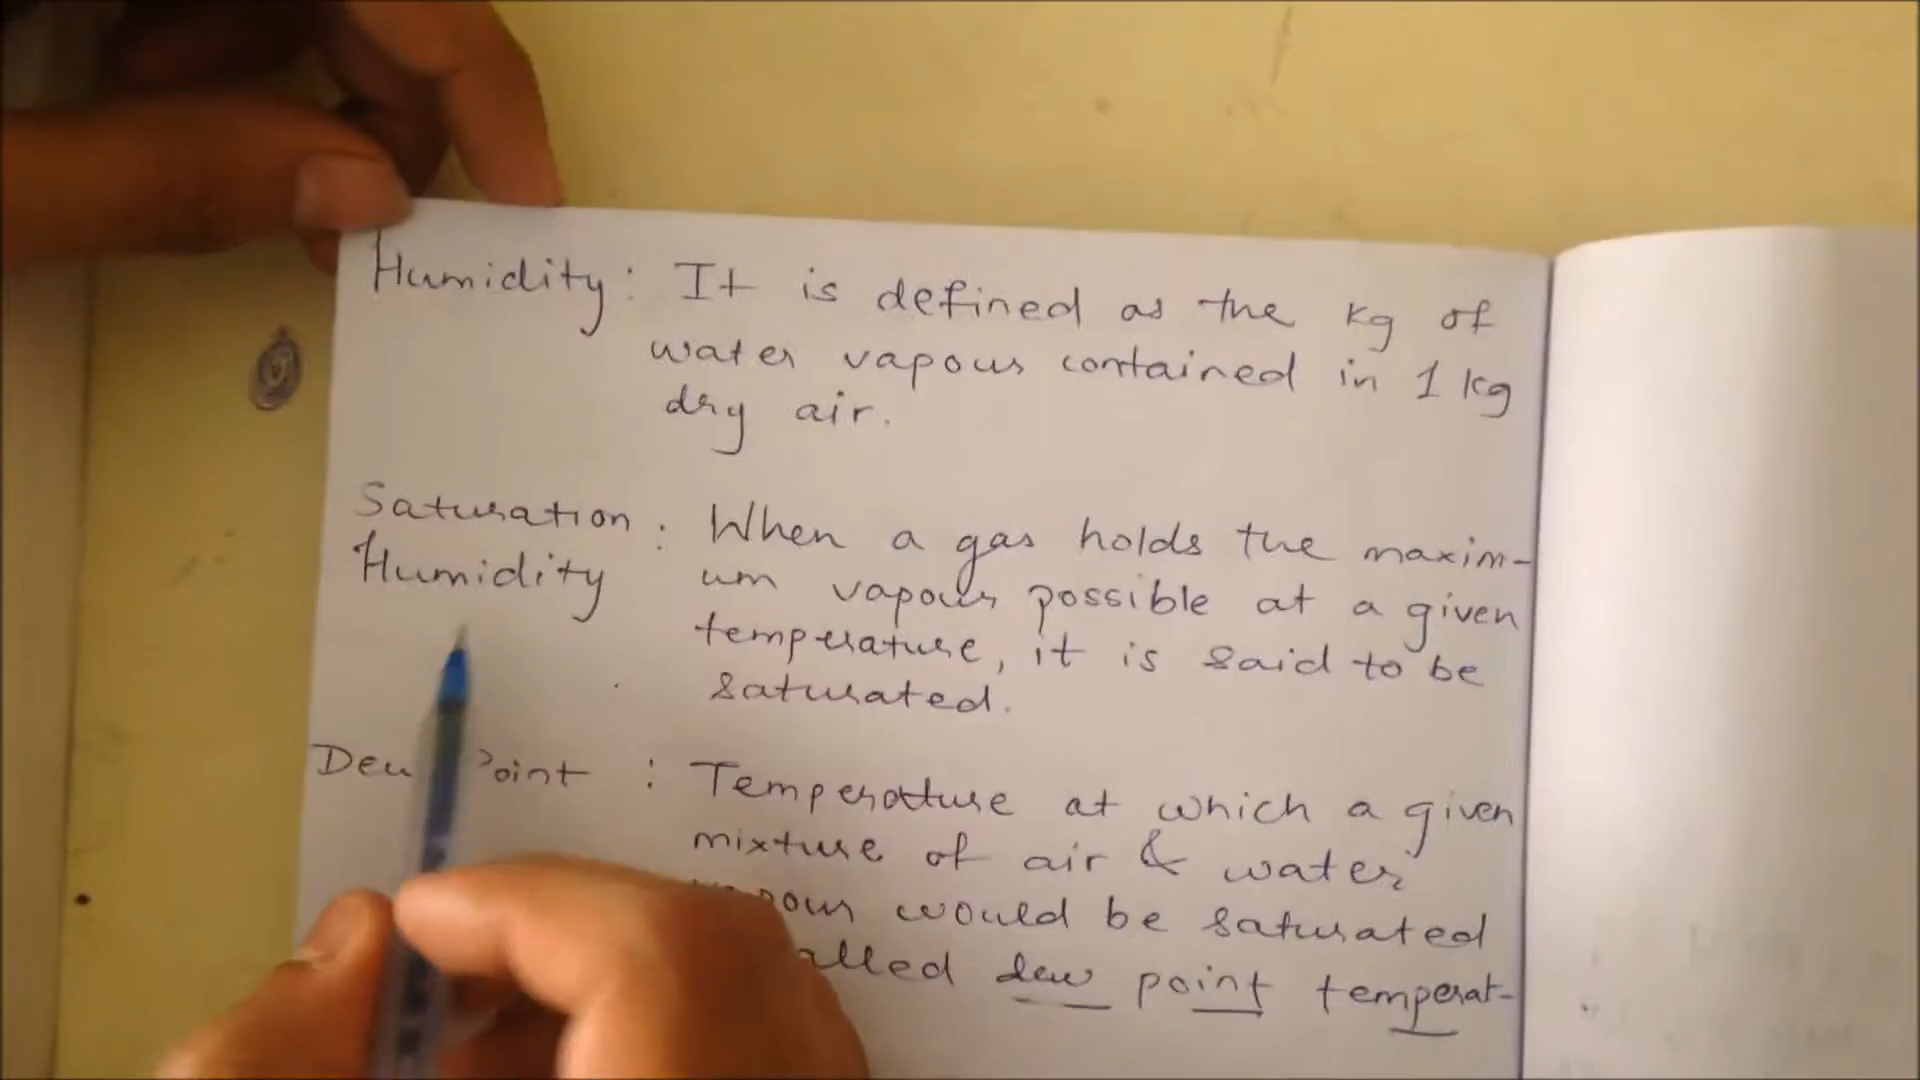 Humidity: It is defined as the kg of
water vapour contained in 1 kg
dry air.
Saturation : When a gas holds the maxim-
Humidity um vapour possible at a given
temperature, it is said to be
saturated.
Dew Point : Temperature at which a given
mixture of air & water
would be saturated
dew point temperat-